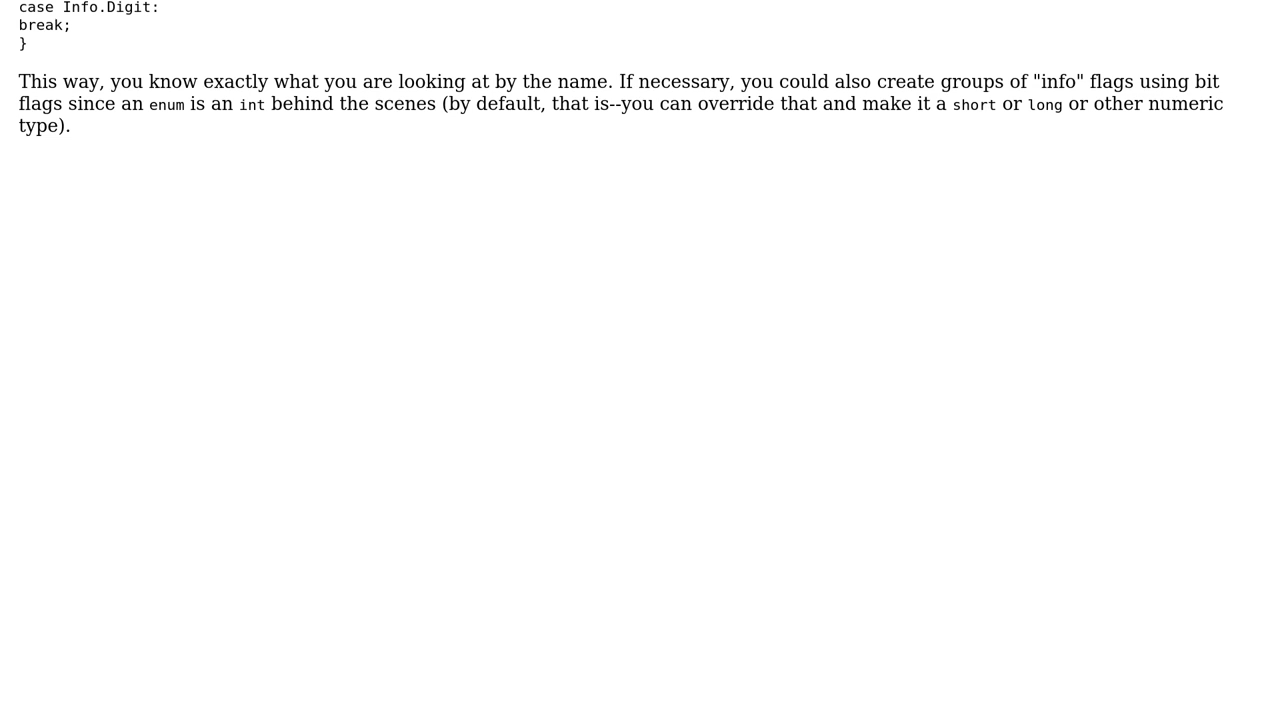 case Info.Digit:
break;
}
This way, you know exactly what you are looking at by the name. If necessary, you could also create groups of "info" flags using bit
flags since an enum is an int behind the scenes (by default, that is--you can override that and make it a short or long or other numeric
type).